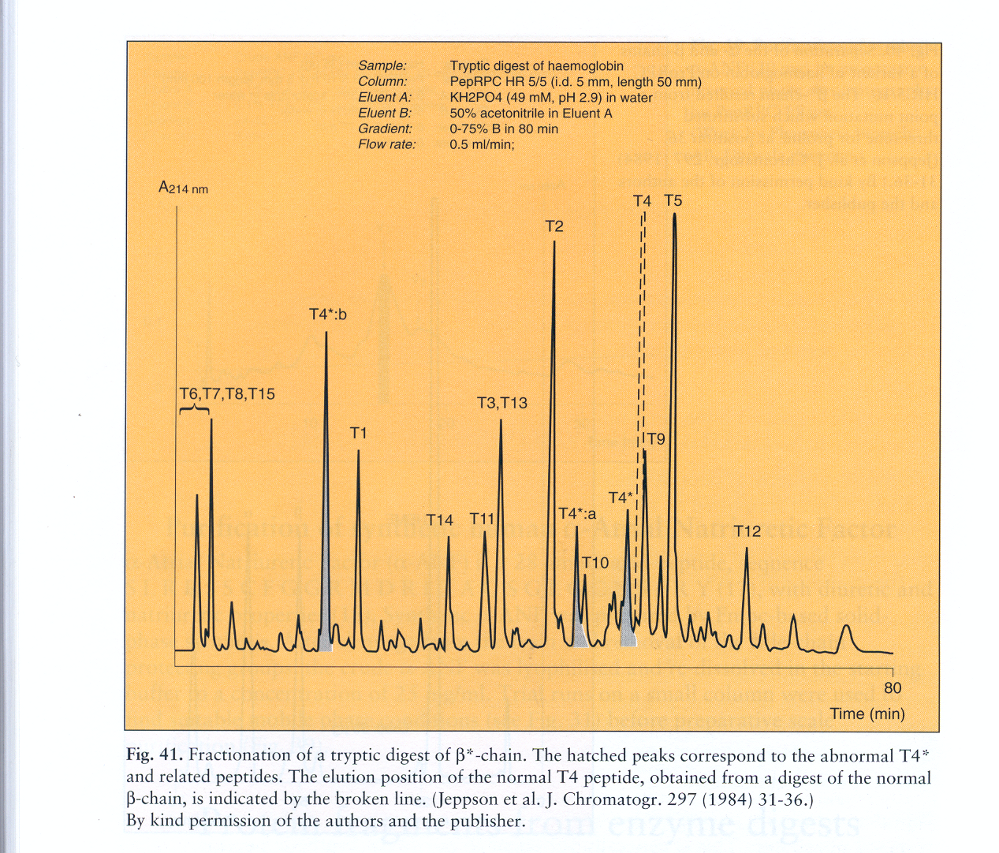 Sample: Tryptic digest of haemoglobin
Column: PepRPC HR 5/5 (i.d. 5 mm, length 50 mm)
Eluent A: KH2PO4 (49 mM, pH 2.9) in water
Eluent B: 50% acetonitrile in Eluent A
Gradient: 0-75% B in 80 min
Flow rate: 0.5 ml/min;
A214 nm
T4 T5
T2
T4*:b
T6,T7,T8,T15
T3,T13
T1
T9
T4*
T14 T11 T4*:a
T12
T10
80
Time (min)
Fig. 41. Fractionation of a tryptic digest of β*-chain. The hatched peaks correspond to the abnormal T4*
and related peptides. The elution position of the normal T4 peptide, obtained from a digest of the normal
β-chain, is indicated by the broken line. (Jeppson et al. J. Chromatogr. 297 (1984) 31-36.)
By kind permission of the authors and the publisher.